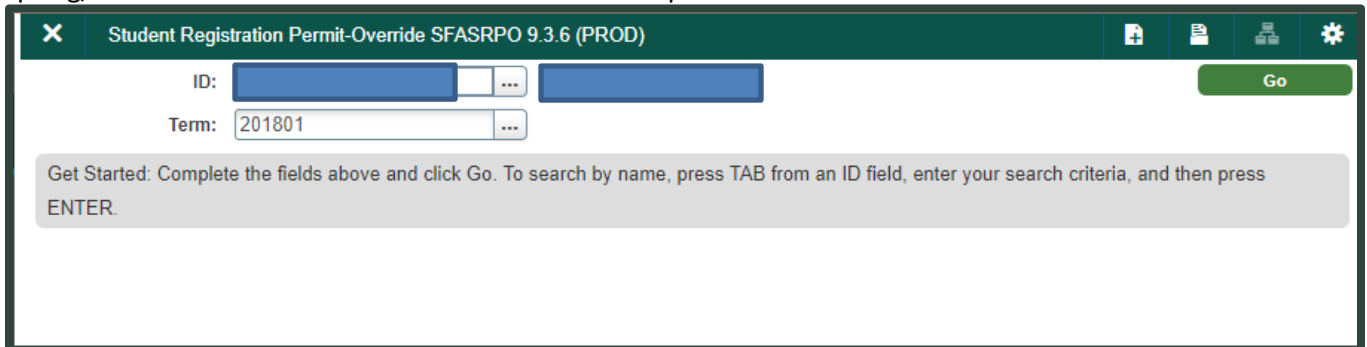 Student Registration Permit-Override SFASRPO 9.3.6 (PROD)
ID:
...
Go
Term: 201801 ...
Get Started: Complete the fields above and click Go. To search by name, press TAB from an ID field, enter your search criteria, and then press
ENTER.